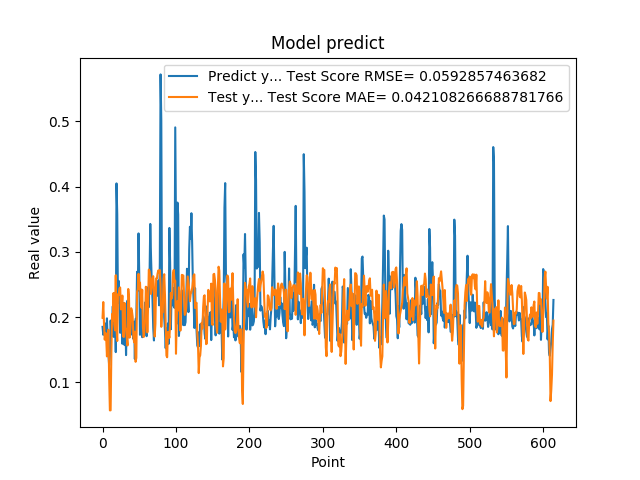 Model predict
Predict y... Test Score RMSE= 0.0592857463682
Test y... Test Score MAE= 0.042108266688781766
Real value
0.5
0.4
0.3
0.2
0.1
0 100 200 300 400 500 600
Point